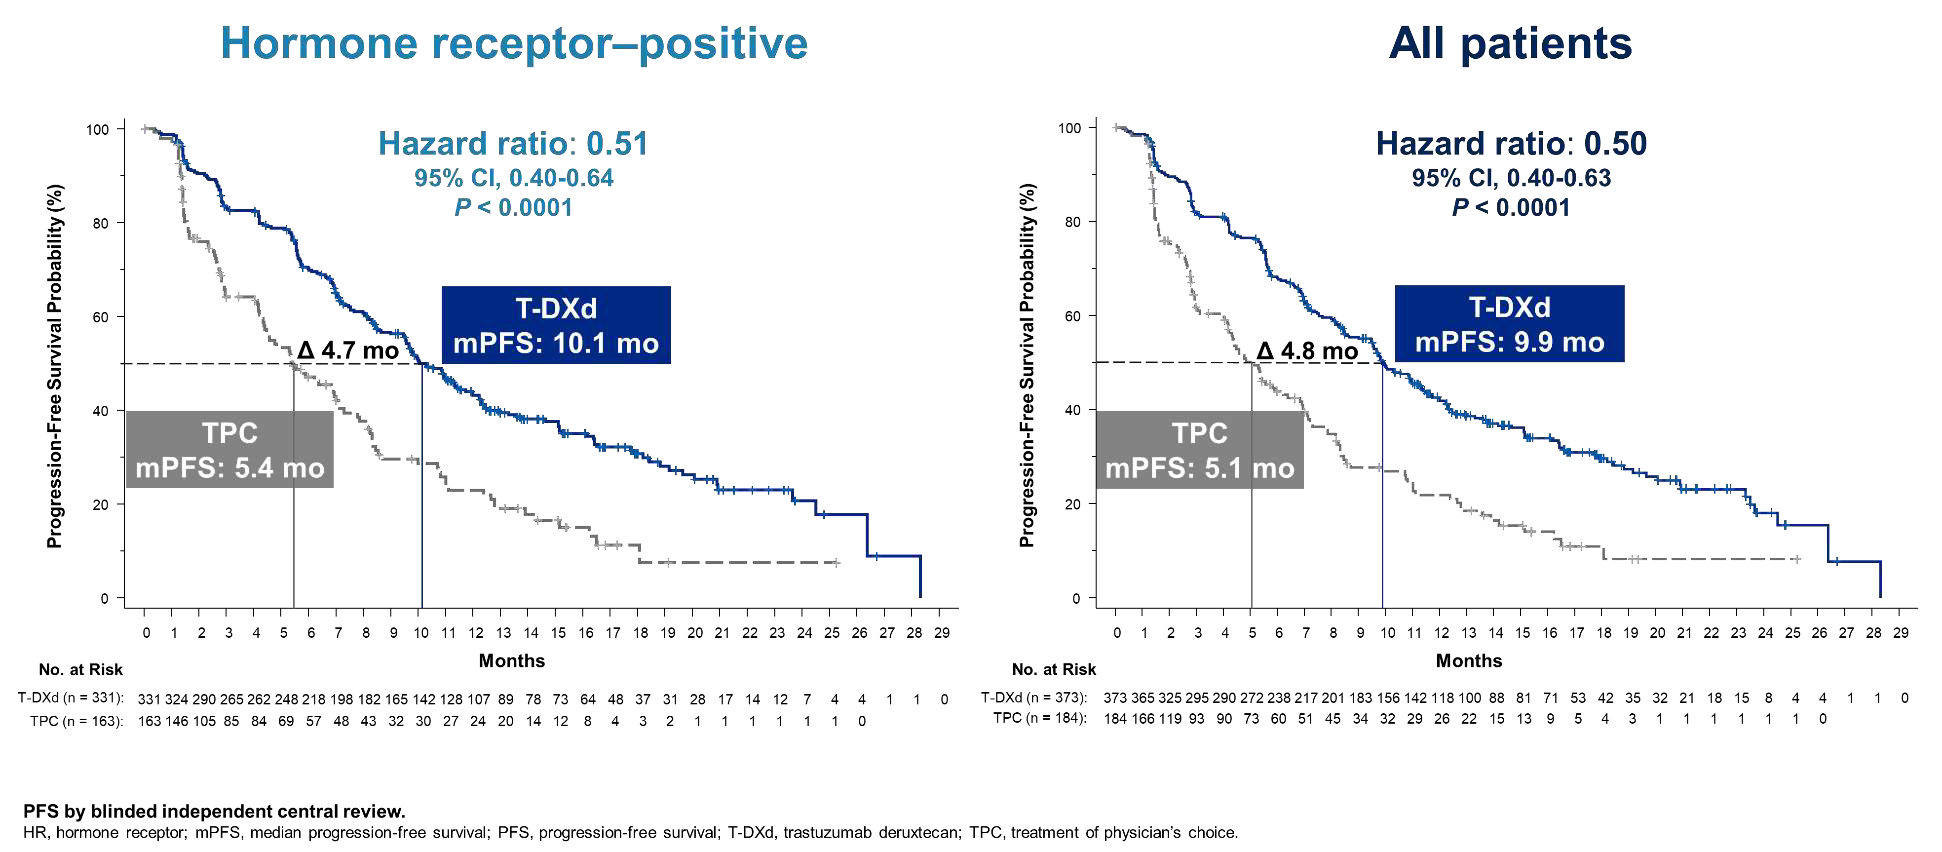 Hormone receptor–positive
Hazard ratio: 0.51
95% CI, 0.40-0.64
P < 0.0001
Progression-Free Survival Probability (%)
100
80
60
40
20
0
T-DXd
mPFS: 10.1 mo
Δ 4.7 mo
TPC
mPFS: 5.4 mo
0 1 2 3 4 5 6 7 8 9 10 11 12 13 14 15 16 17 18 19 20 21 22 23 24 25 26 27 28 29
Months
No. at Risk
T-DXd (n = 331): 331 324 290 265 262 248 218 198 182 165 142 128 107 89 78 73 64 48 37 31 28 17 14 12 7 4 4 1 1 0
TPC (n = 163): 163 146 105 85 84 69 57 48 43 32 30 27 24 20 14 12 8 4 3 2 1 1 1 1 1 1 0
All patients
Hazard ratio: 0.50
95% CI, 0.40-0.63
P < 0.0001
Progression-Free Survival Probability (%)
100
80
60
40
20
0
T-DXd
mPFS: 9.9 mo
Δ 4.8 mo
TPC
mPFS: 5.1 mo
0 1 2 3 4 5 6 7 8 9 10 11 12 13 14 15 16 17 18 19 20 21 22 23 24 25 26 27 28 29
Months
No. at Risk
T-DXd (n = 373): 373 365 325 295 290 272 238 217 201 183 156 142 118 100 88 81 71 53 42 35 32 21 18 15 8 4 4 1 1 0
TPC (n = 184): 184 166 119 93 90 73 60 51 45 34 32 29 26 22 15 13 9 5 4 3 1 1 1 1 1 1 0
PFS by blinded independent central review.
HR, hormone receptor; mPFS, median progression-free survival; PFS, progression-free survival; T-DXd, trastuzumab deruxtecan; TPC, treatment of physician’s choice.